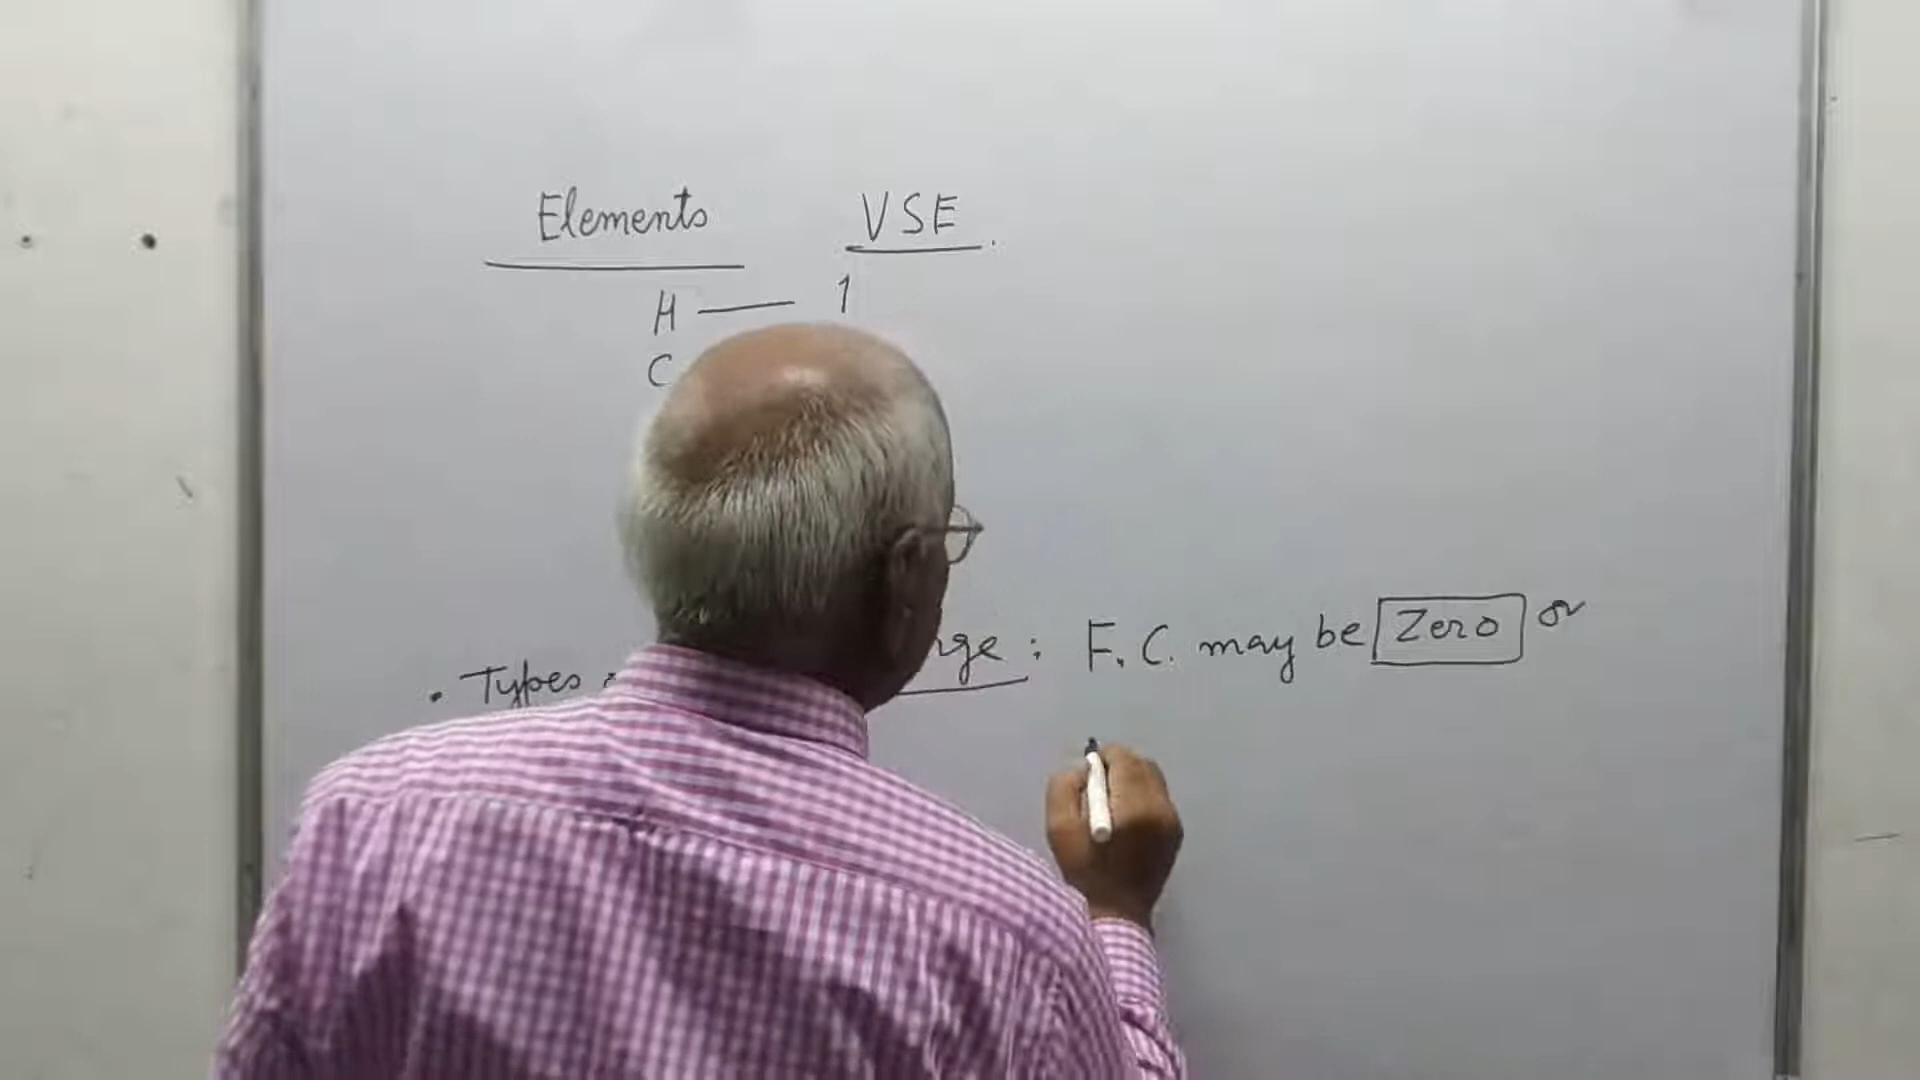 Elements VSE.
H — 1
C
• Types : F.C. may be Zero or